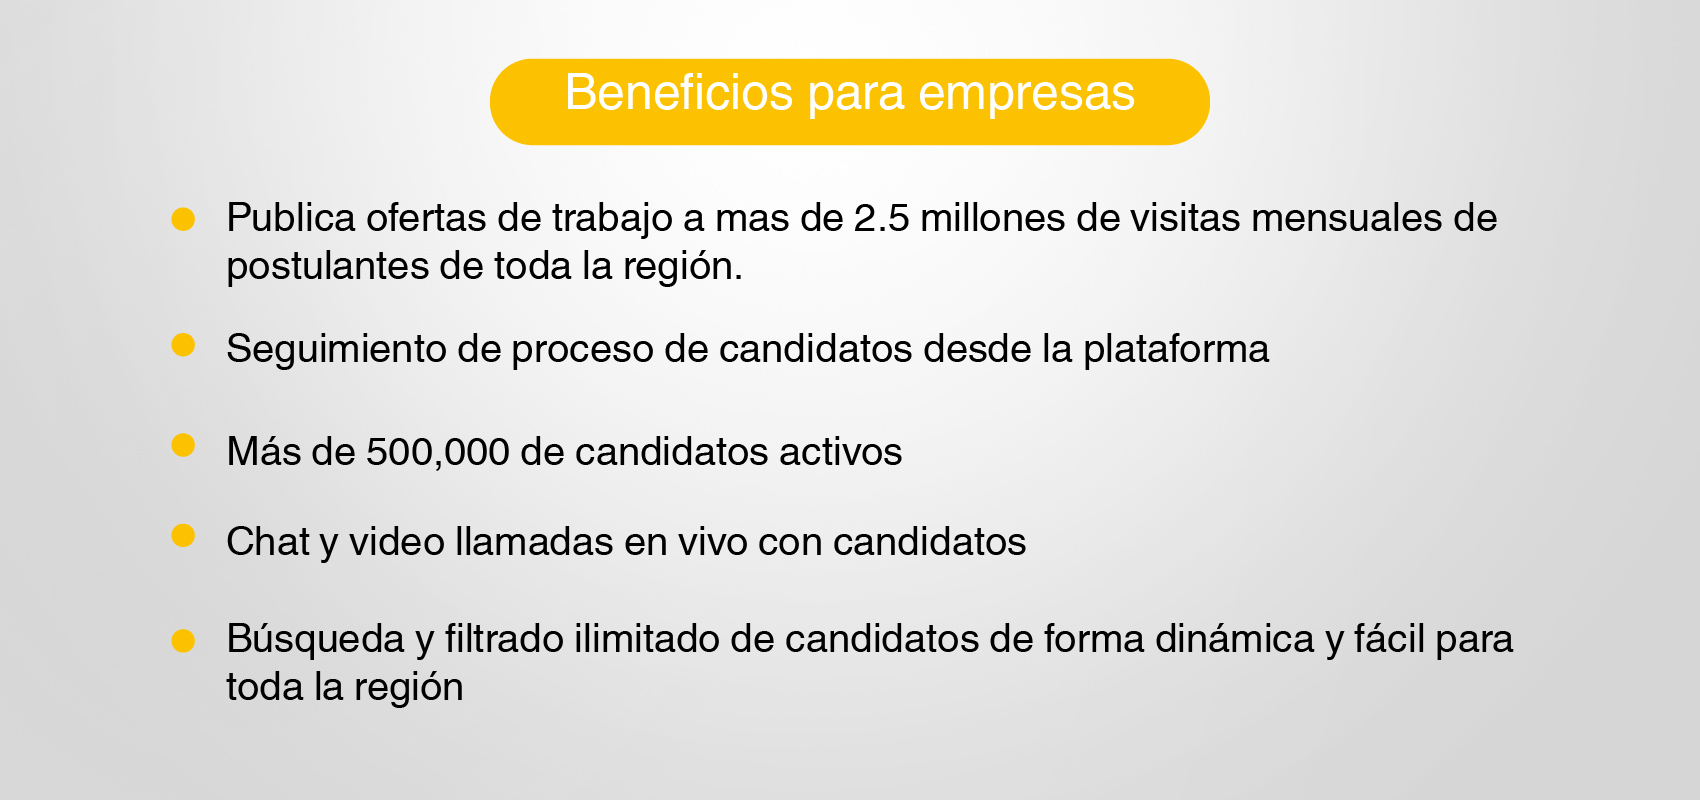 Beneficios para empresas
Publica ofertas de trabajo a mas de 2.5 millones de visitas mensuales de
postulantes de toda la región.
Seguimiento de proceso de candidatos desde la plataforma
Más de 500,000 de candidatos activos
Chat y video llamadas en vivo con candidatos
Búsqueda y filtrado ilimitado de candidatos de forma dinámica y fácil para
toda la región